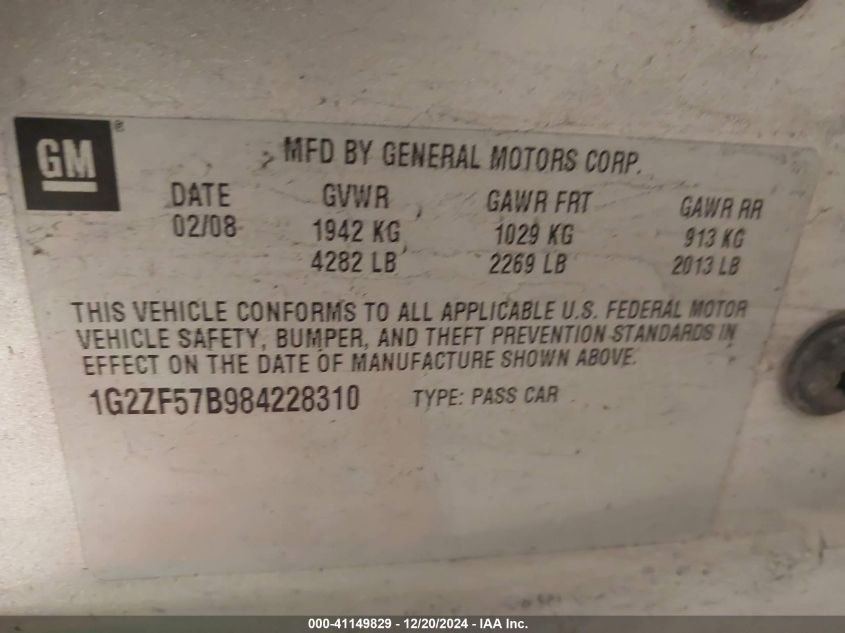 GM®
MFD BY GENERAL MOTORS CORP.
DATE GVWR GAWR FRT GAWR RR
02/08 1942 KG 1029 KG 913 KG
4282 LB 2269 LB 2013 LB
THIS VEHICLE CONFORMS TO ALL APPLICABLE U.S. FEDERAL MOTOR
VEHICLE SAFETY, BUMPER, AND THEFT PREVENTION STANDARDS IN
EFFECT ON THE DATE OF MANUFACTURE SHOWN ABOVE.
1G2ZF57B984228310 TYPE: PASS CAR
000-41149829 - 12/20/2024 - IAA Inc.